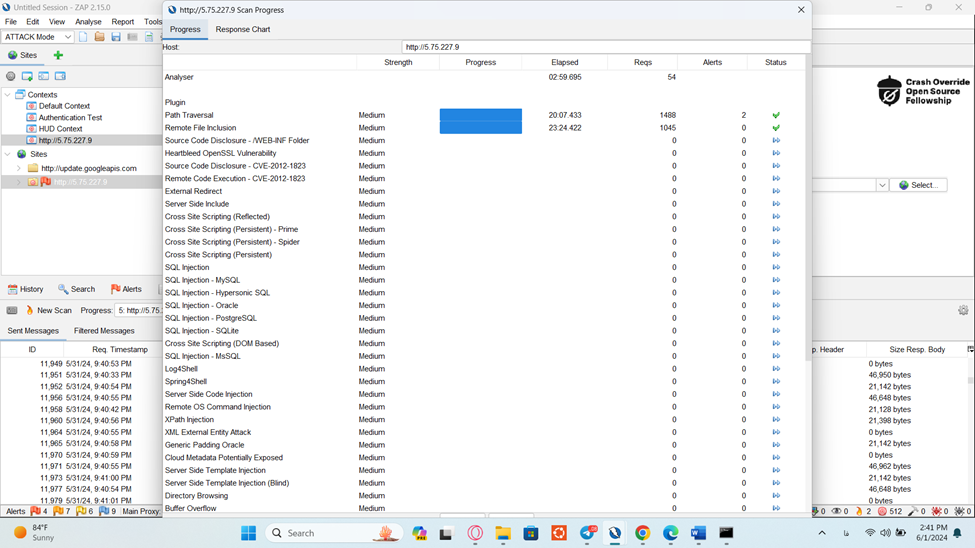 Untitled Session - ZAP 2.15.0
File Edit View Analyse Report Tools
ATTACK Mode
Sites
Contexts
Default Context
Authentication Test
HUD Context
http://5.75.227.9
Sites
http://update.googleapis.com
http://5.75.227.9
History Search Alerts
New Scan Progress: 5: http://5.75.
Sent Messages Filtered Messages
ID Req. Timestamp
11,949 5/31/24, 9:40:53 PM
11,951 5/31/24, 9:40:33 PM
11,952 5/31/24, 9:40:54 PM
11,956 5/31/24, 9:40:55 PM
11,958 5/31/24, 9:40:42 PM
11,960 5/31/24, 9:40:56 PM
11,964 5/31/24, 9:40:55 PM
11,965 5/31/24, 9:40:58 PM
11,970 5/31/24, 9:40:59 PM
11,971 5/31/24, 9:40:55 PM
11,973 5/31/24, 9:41:00 PM
11,977 5/31/24, 9:40:54 PM
11,979 5/31/24, 9:41:01 PM
Alerts 4 7 6 9 Main Proxy
http://5.75.227.9 Scan Progress
Progress Response Chart
Host: http://5.75.227.9
Strength Progress Elapsed Reqs Alerts Status
Analyser 02:59.695 54
Plugin
Path Traversal Medium 20:07.433 1488 2
Remote File Inclusion Medium 23:24.422 1045 0
Source Code Disclosure - /WEB-INF Folder Medium 0 0
Heartbleed OpenSSL Vulnerability Medium 0 0
Source Code Disclosure - CVE-2012-1823 Medium 0 0
Remote Code Execution - CVE-2012-1823 Medium 0 0
External Redirect Medium 0 0
Server Side Include Medium 0 0
Cross Site Scripting (Reflected) Medium 0 0
Cross Site Scripting (Persistent) - Prime Medium 0 0
Cross Site Scripting (Persistent) - Spider Medium 0 0
Cross Site Scripting (Persistent) Medium 0 0
SQL Injection Medium 0 0
SQL Injection - MySQL Medium 0 0
SQL Injection - Hypersonic SQL Medium 0 0
SQL Injection - Oracle Medium 0 0
SQL Injection - PostgreSQL Medium 0 0
SQL Injection - SQLite Medium 0 0
Cross Site Scripting (DOM Based) Medium 0 0
SQL Injection - MsSQL Medium 0 0
Log4Shell Medium 0 0
Spring4Shell Medium 0 0
Server Side Code Injection Medium 0 0
Remote OS Command Injection Medium 0 0
XPath Injection Medium 0 0
XML External Entity Attack Medium 0 0
Generic Padding Oracle Medium 0 0
Cloud Metadata Potentially Exposed Medium 0 0
Server Side Template Injection Medium 0 0
Server Side Template Injection (Blind) Medium 0 0
Directory Browsing Medium 0 0
Buffer Overflow Medium 0 0
Crash Override
Open Source
Fellowship
Select...
p. Header Size Resp. Body
0 bytes
46,950 bytes
21,142 bytes
46,648 bytes
21,128 bytes
21,398 bytes
0 bytes
21,142 bytes
0 bytes
46,962 bytes
21,142 bytes
46,648 bytes
0 bytes
0 0 2 512 0 0 0
84°F
Sunny
Search
2:41 PM
6/1/2024